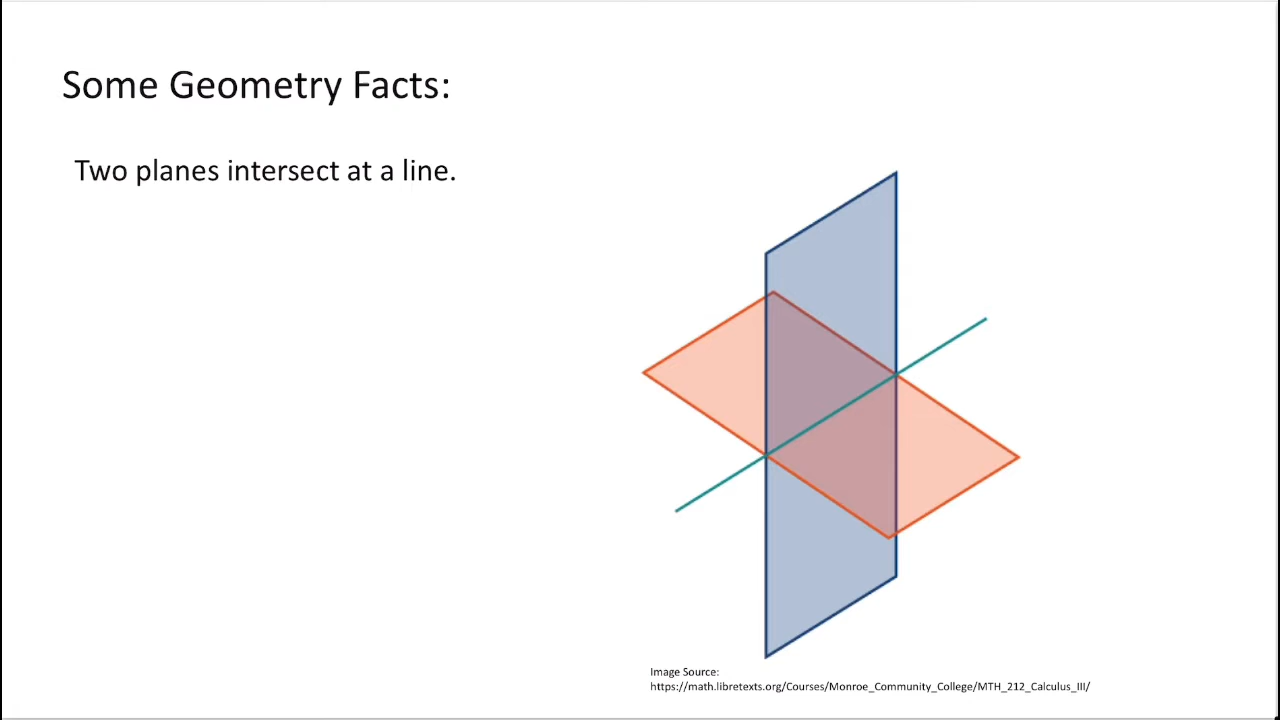 Some Geometry Facts:
Two planes intersect at a line.
Image Source:
https://math.libretexts.org/Courses/Monroe_Community_College/MTH_212_Calculus_III/